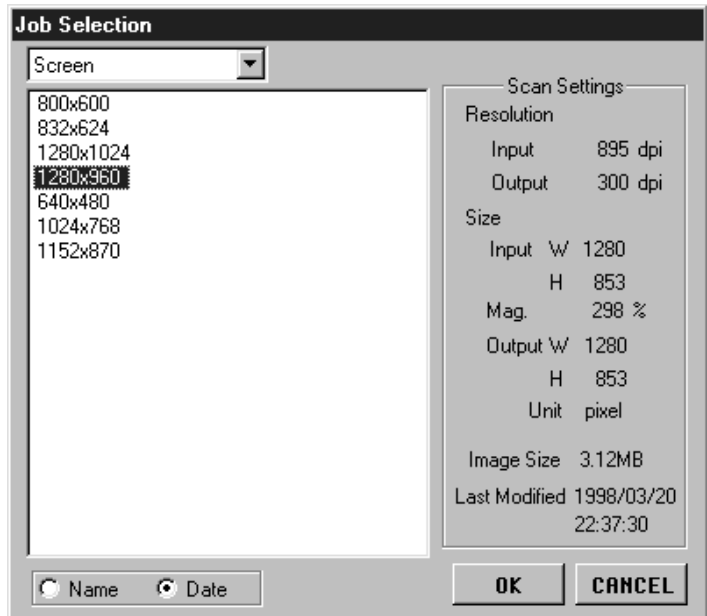 Job Selection
Screen
800x600
832x624
1280x1024
1280x960
640x480
1024x768
1152x870
Name Date
Scan Settings
Resolution
Input 895 dpi
Output 300 dpi
Size
Input W 1280
H 853
Mag. 298 %
Output W 1280
H 853
Unit pixel
Image Size 3.12MB
Last Modified 1998/03/20
22:37:30
OK CANCEL